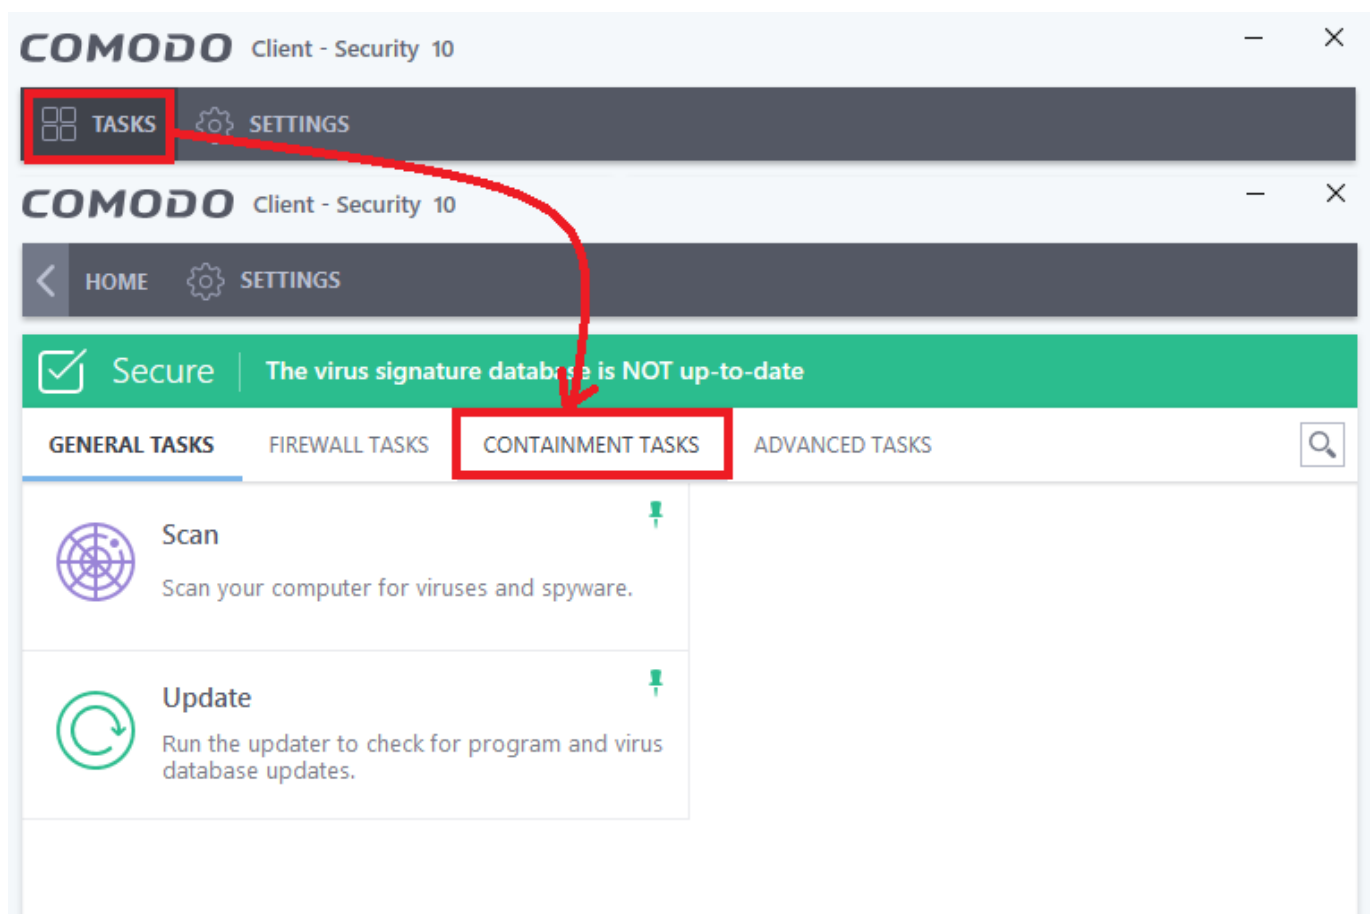 COMODO Client - Security 10
TASKS SETTINGS
COMODO Client - Security 10
HOME SETTINGS
Secure The virus signature database is NOT up-to-date
GENERAL TASKS FIREWALL TASKS CONTAINMENT TASKS ADVANCED TASKS
Scan
Scan your computer for viruses and spyware.
Update
Run the updater to check for program and virus
database updates.